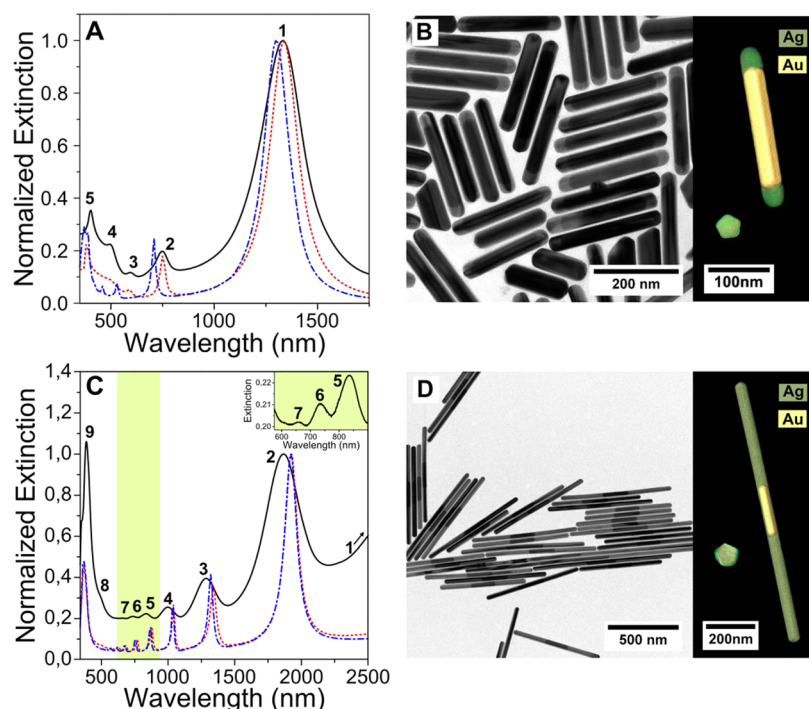 A
B
Normalized Extinction
1.0
0.8
0.6
0.4
0.2
0.0
1
5
4
3
2
500
1000
1500
Wavelength (nm)
200 nm
Ag
Au
100nm
C
D
Normalized Extinction
1,4
1,2
1,0
0,8
0,6
0,4
0,2
0,0
9
8
7
6
5
4
3
2
1
Extinction
0,22
0,21
0,20
7
6
5
600
700
800
Wavelength (nm)
500
1000
1500
2000
2500
Wavelength (nm)
500 nm
Ag
Au
200nm